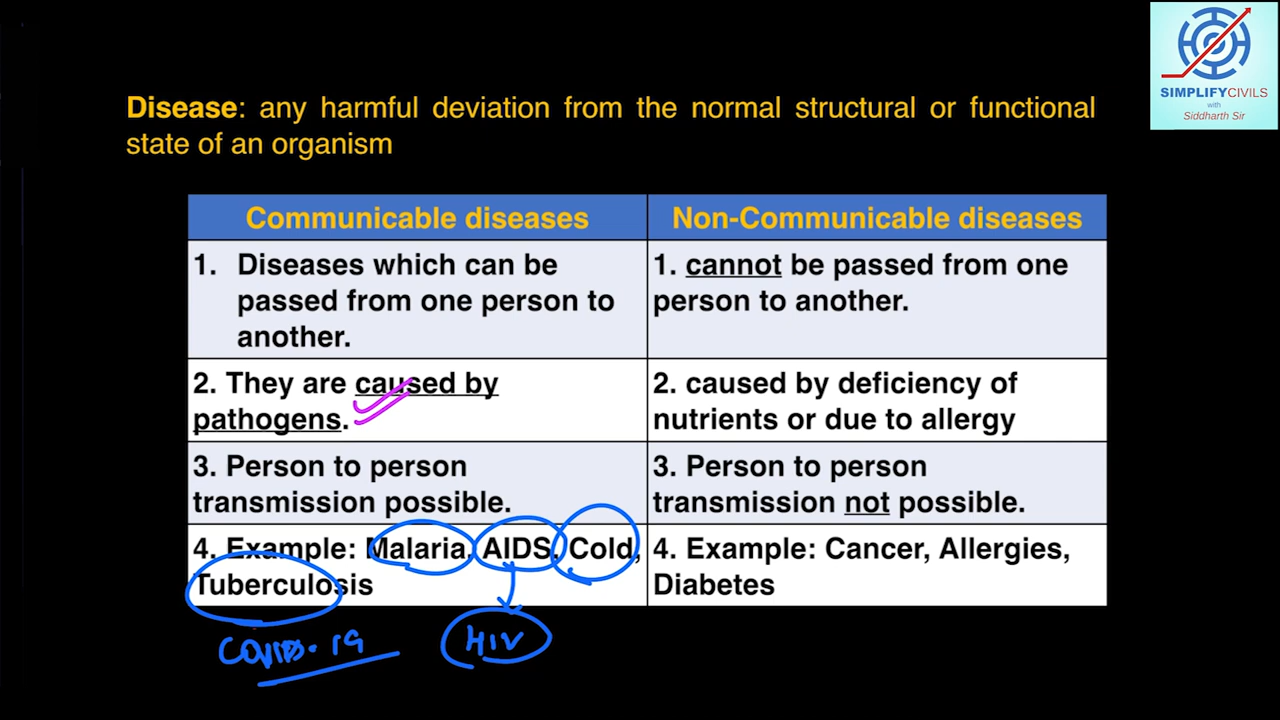 SIMPLIFYCIVILS
with
Siddharth Sir
Disease: any harmful deviation from the normal structural or functional
state of an organism
Communicable diseases
Non-Communicable diseases
1. Diseases which can be
passed from one person to
another.
1. cannot be passed from one
person to another.
2. They are caused by
pathogens.
2. caused by deficiency of
nutrients or due to allergy
3. Person to person
transmission possible.
3. Person to person
transmission not possible.
4. Example: Malaria, AIDS, Cold,
Tuberculosis
4. Example: Cancer, Allergies,
Diabetes
COVID-19
HIV